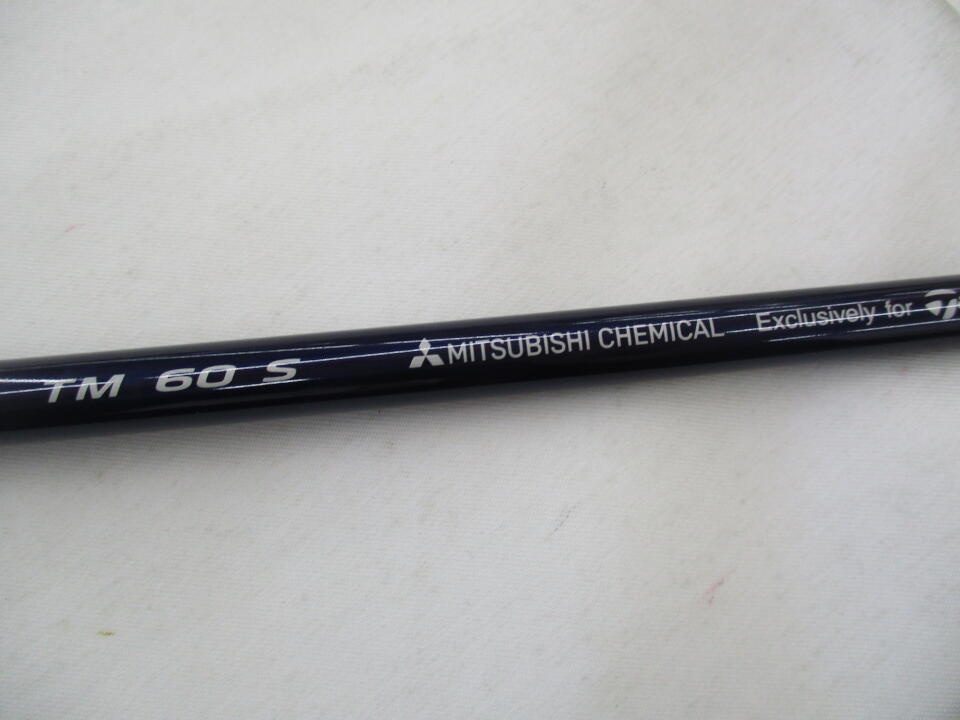 TM 60 S MITSUBISHI CHEMICAL Exclusively for